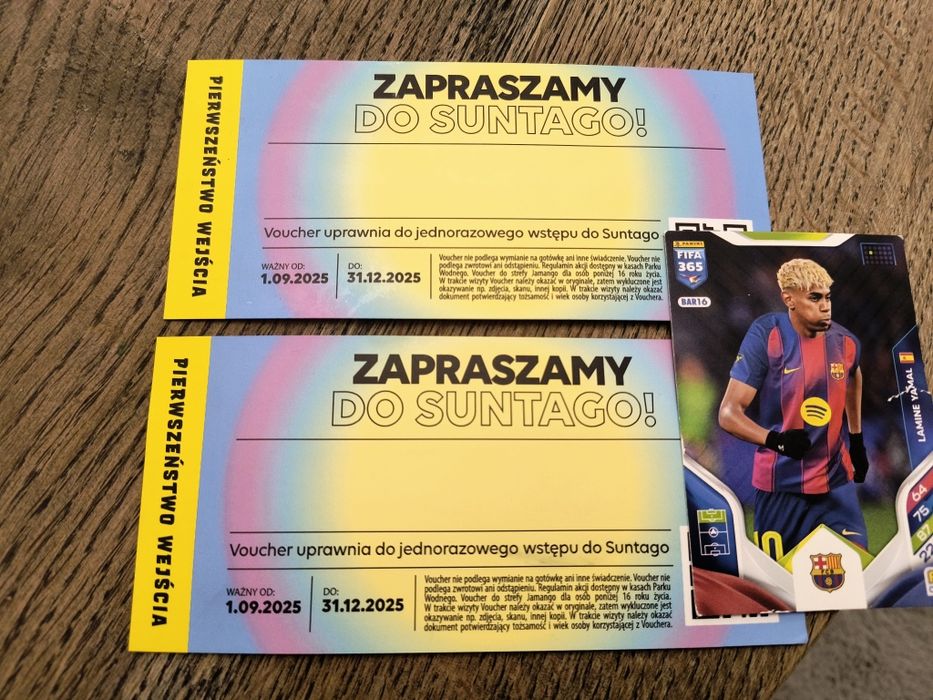 PIERWSZEŃSTWO WEJŚCIA
ZAPRASZAMY
DO SUNTAGO!
Voucher uprawnia do jednorazowego wstępu do Suntago
WAŻNY OD:
1.09.2025
DO:
31.12.2025
Voucher nie podlega wymianie na gotówkę ani inne świadczenie. Voucher nie
podlega zwrotowi ani odstąpieniu. Regulamin akcji dostępny w kasach Parku
Wodnego. Voucher do strefy Jamango dla osób poniżej 16 roku życia.
W trakcie wizyty Voucher należy okazać w oryginale, zatem wykluczone jest
okazywanie np. zdjęcia, skanu, innej kopii. W trakcie wizyty należy okazać
dokument potwierdzający tożsamość i wiek osoby korzystającej z Vouchera.
PIERWSZEŃSTWO WEJŚCIA
ZAPRASZAMY
DO SUNTAGO!
Voucher uprawnia do jednorazowego wstępu do Suntago
WAŻNY OD:
1.09.2025
DO:
31.12.2025
Voucher nie podlega wymianie na gotówkę ani inne świadczenie. Voucher nie
podlega zwrotowi ani odstąpieniu. Regulamin akcji dostępny w kasach Parku
Wodnego. Voucher do strefy Jamango dla osób poniżej 16 roku życia.
W trakcie wizyty Voucher należy okazać w oryginale, zatem wykluczone jest
okazywanie np. zdjęcia, skanu, innej kopii. W trakcie wizyty należy okazać
dokument potwierdzający tożsamość i wiek osoby korzystającej z Vouchera.
PANINI
FIFA
365
BAR16
LAMINE YAMAL
64
75
87
10
FCB